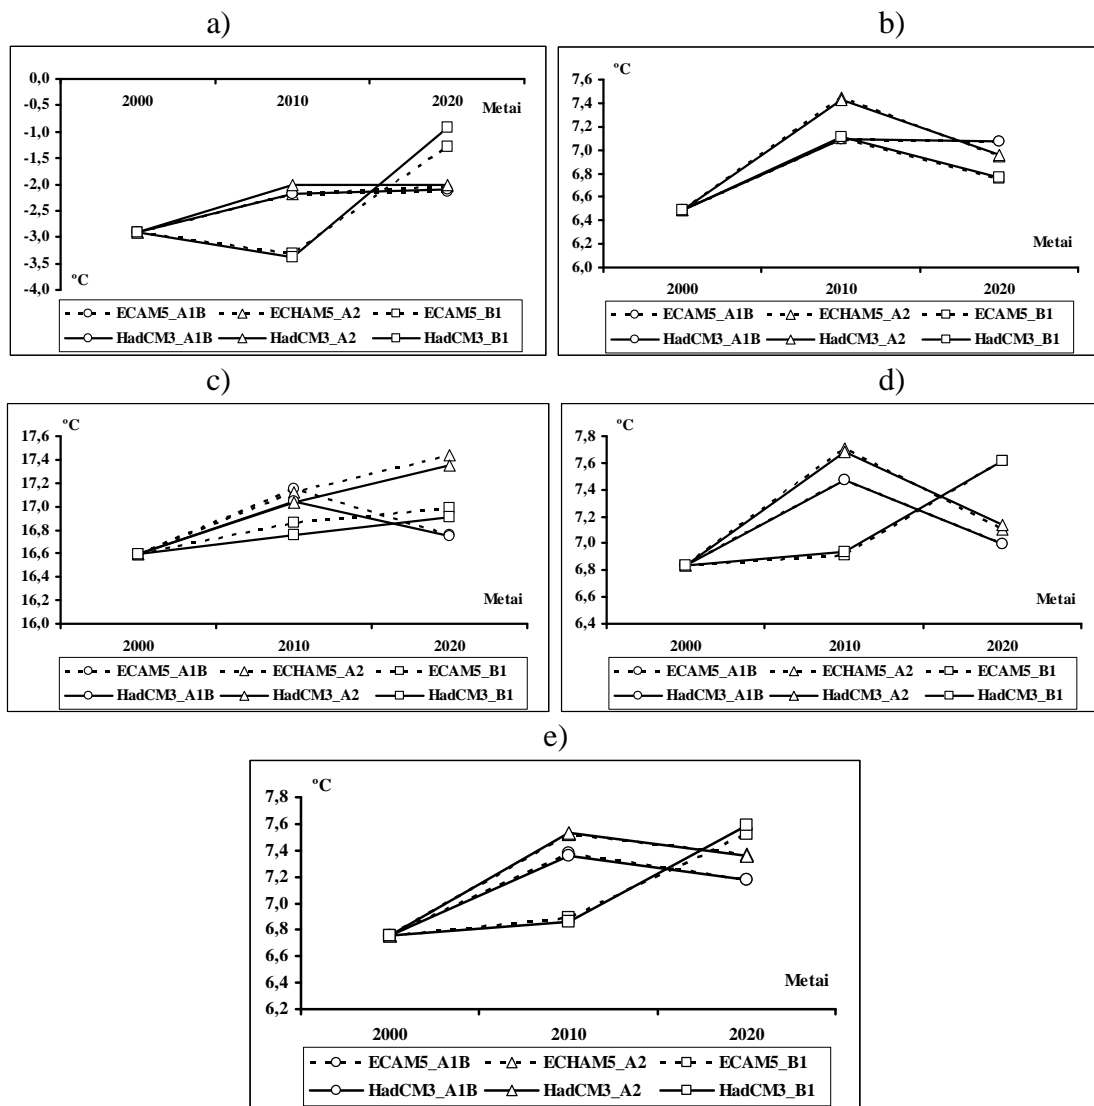 a)
0,0
-0,5
-1,0
-1,5
-2,0
-2,5
-3,0
-3,5
-4,0
2000 2010 2020
Metai
ºC
ECAM5_A1B ECHAM5_A2 ECAM5_B1
HadCM3_A1B HadCM3_A2 HadCM3_B1
b)
ºC
7,6
7,4
7,0
6,8
6,6
6,4
6,2
6,0
Metai
2000 2010 2020
ECAM5_A1B ECHAM5_A2 ECAM5_B1
HadCM3_A1B HadCM3_A2 HadCM3_B1
c)
ºC
17,6
17,4
17,2
17,0
16,8
16,6
16,4
16,2
16,0
Metai
2000 2010 2020
ECAM5_A1B ECHAM5_A2 ECAM5_B1
HadCM3_A1B HadCM3_A2 HadCM3_B1
d)
ºC
7,8
7,6
7,4
7,2
7,0
6,8
6,6
6,4
Metai
2000 2010 2020
ECAM5_A1B ECHAM5_A2 ECAM5_B1
HadCM3_A1B HadCM3_A2 HadCM3_B1
e)
ºC
7,8
7,6
7,4
7,2
7,0
6,8
6,6
6,4
6,2
Metai
2000 2010 2020
ECAM5_A1B ECHAM5_A2 ECAM5_B1
HadCM3_A1B HadCM3_A2 HadCM3_B1